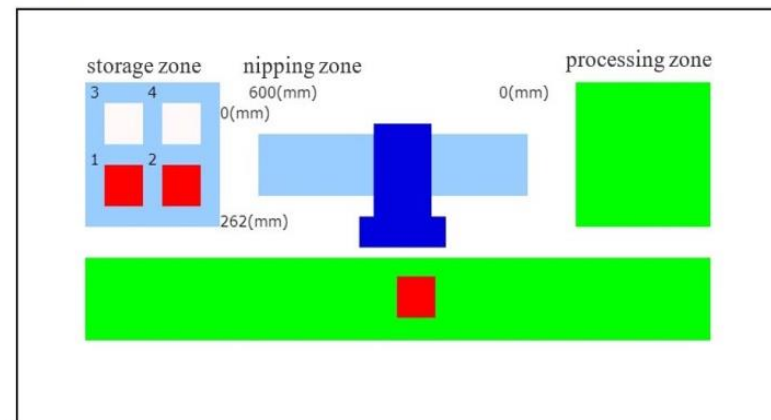 storage zone
nipping zone
processing zone
3
4
600(mm)
0(mm)
0(mm)
1
2
262(mm)